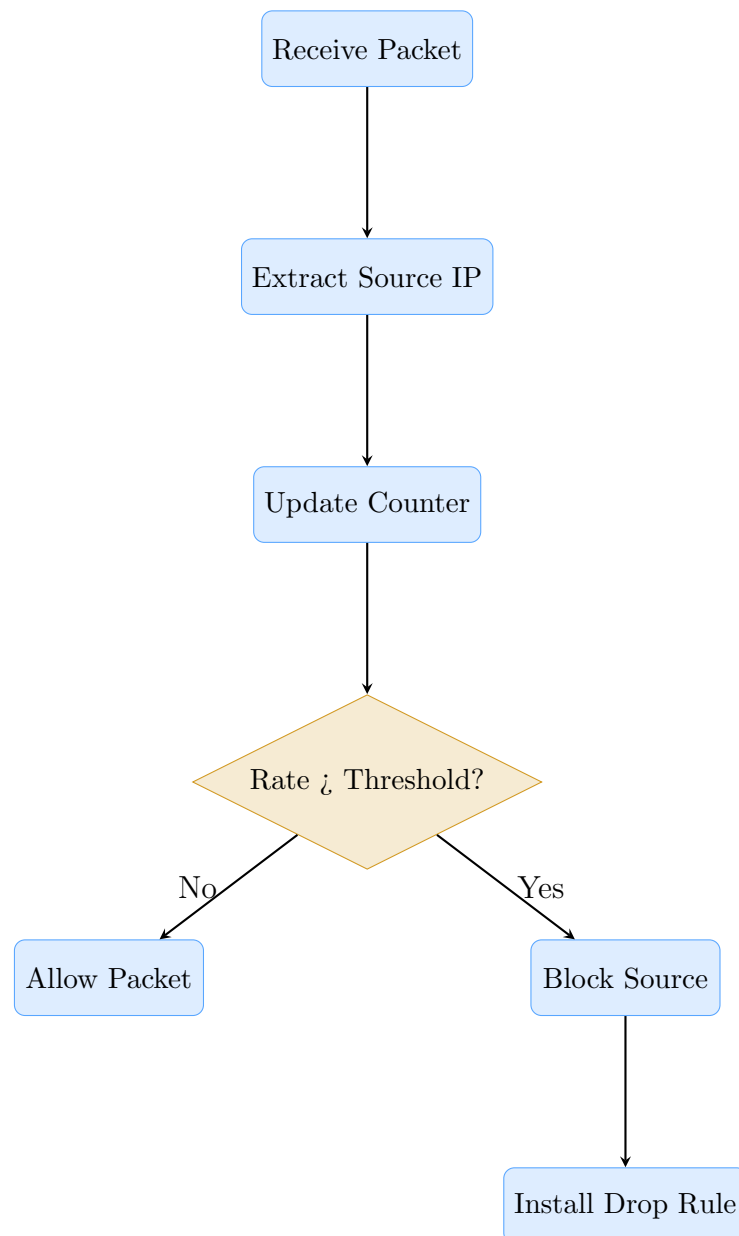 Receive Packet
Extract Source IP
Update Counter
Rate ¿ Threshold?
No
Yes
Allow Packet
Block Source
Install Drop Rule